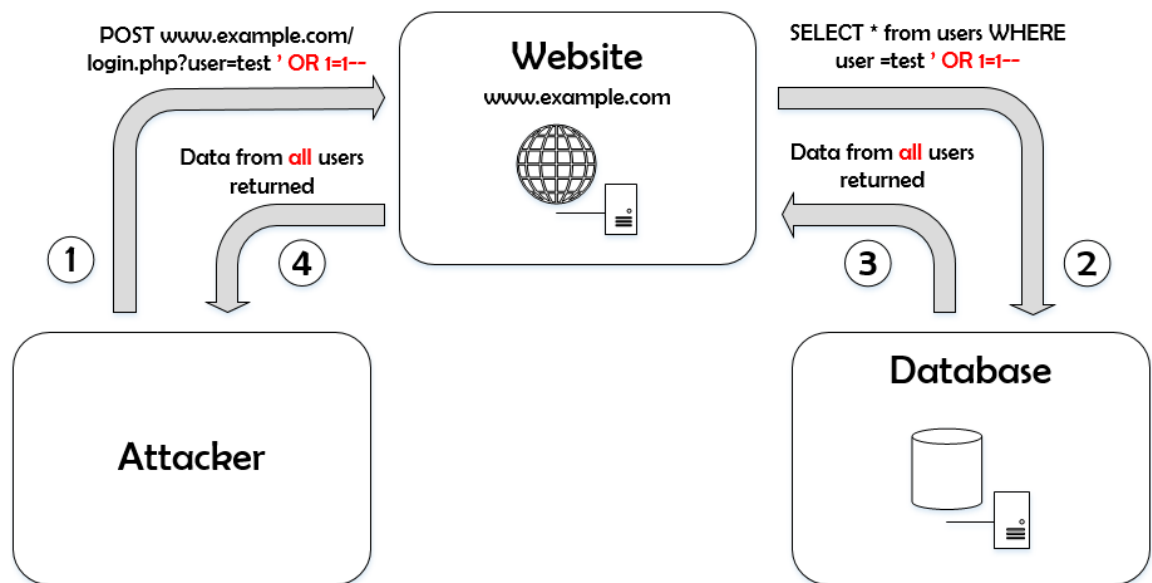 POST www.example.com/
login.php?user=test ' OR 1=1--
Website
www.example.com
SELECT * from users WHERE
user =test ' OR 1=1--
Data from all users
returned
Data from all users
returned
1
4
3
2
Attacker
Database